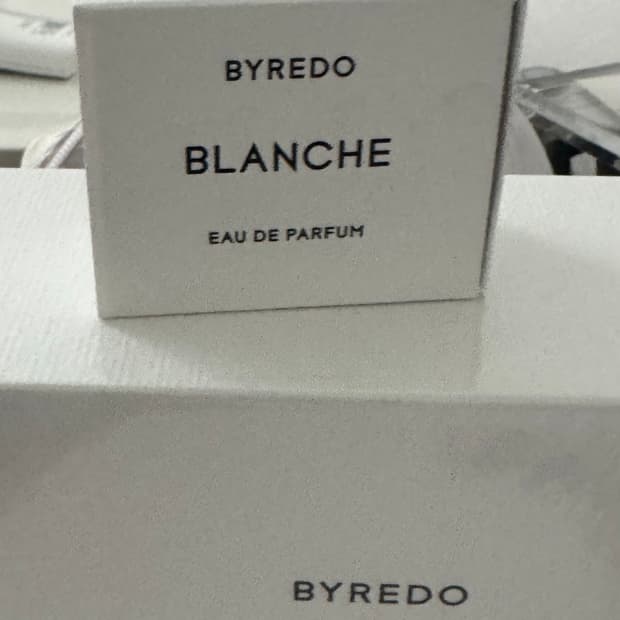 BYREDO
BLANCHE
EAU DE PARFUM
BYREDO